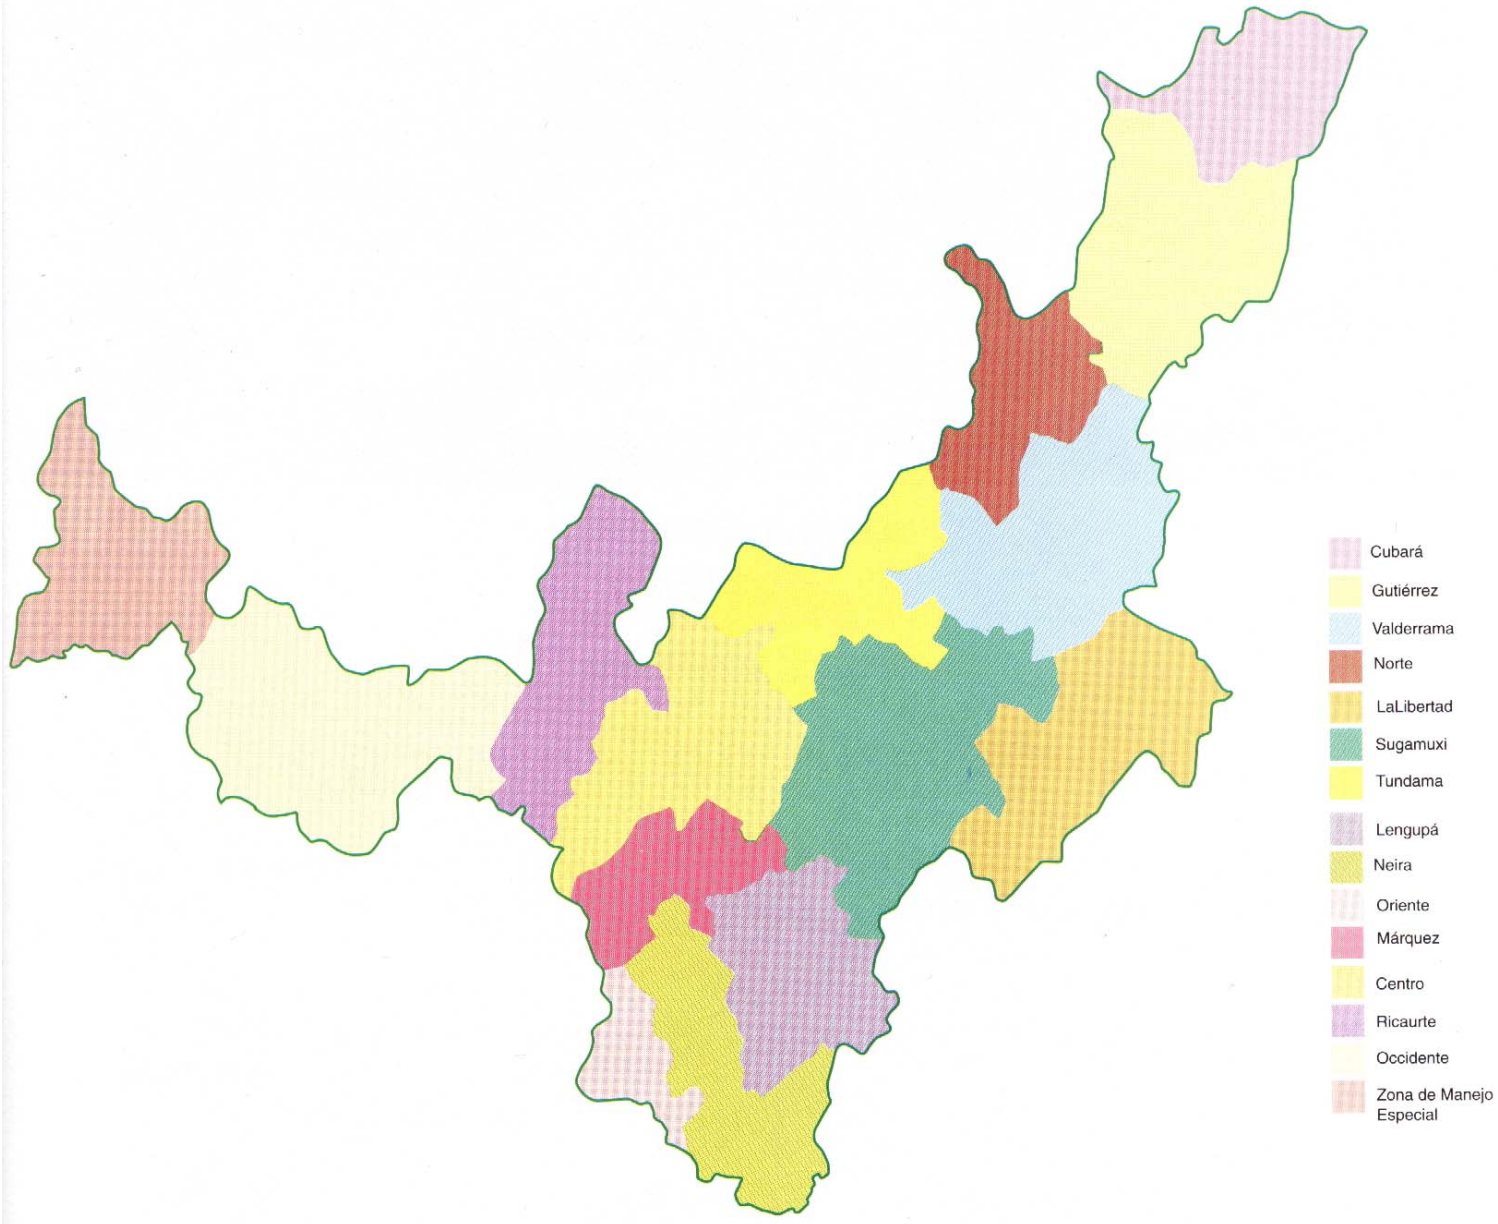 Cubará
Gutiérrez
Valderrama
Norte
LaLibertad
Sugamuxi
Tundama
Lengupá
Neira
Oriente
Márquez
Centro
Ricaurte
Occidente
Zona de Manejo
Especial